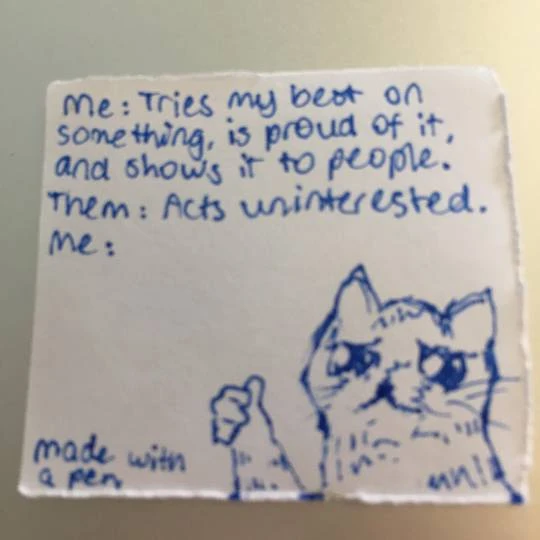 me: Tries my best on
something, is proud of it,
and shows it to people.
Them: Acts uninterested.
Me:
made with
a pen